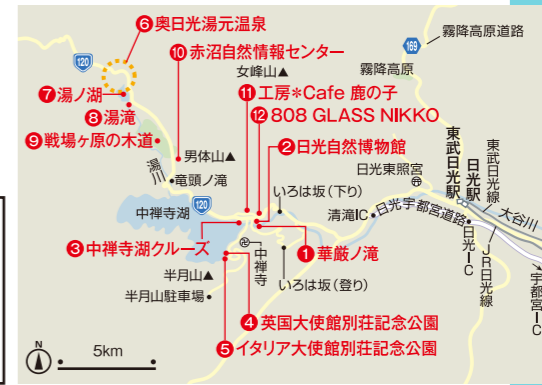 ❻奥日光湯元温泉
120
❿赤沼自然情報センター
169
霧降高原道路
霧降高原
女峰山▲
❼湯ノ湖
⓫工房＊Cafe 鹿の子
❽湯滝
⓬808 GLASS NIKKO
❾戦場ヶ原の木道
❷日光自然博物館
男体山▲
湯川
竜頭ノ滝
日光東照宮
東武日光駅
日光駅
東武日光線
大谷川
120
いろは坂（下り）
中禅寺湖
清滝IC
日光宇都宮道路
日光IC
JR日光線
宇都宮IC
❸中禅寺湖クルーズ
中禅寺
❶華厳ノ滝
半月山▲
いろは坂（登り）
半月山駐車場
❹英国大使館別荘記念公園
❺イタリア大使館別荘記念公園
N
5km